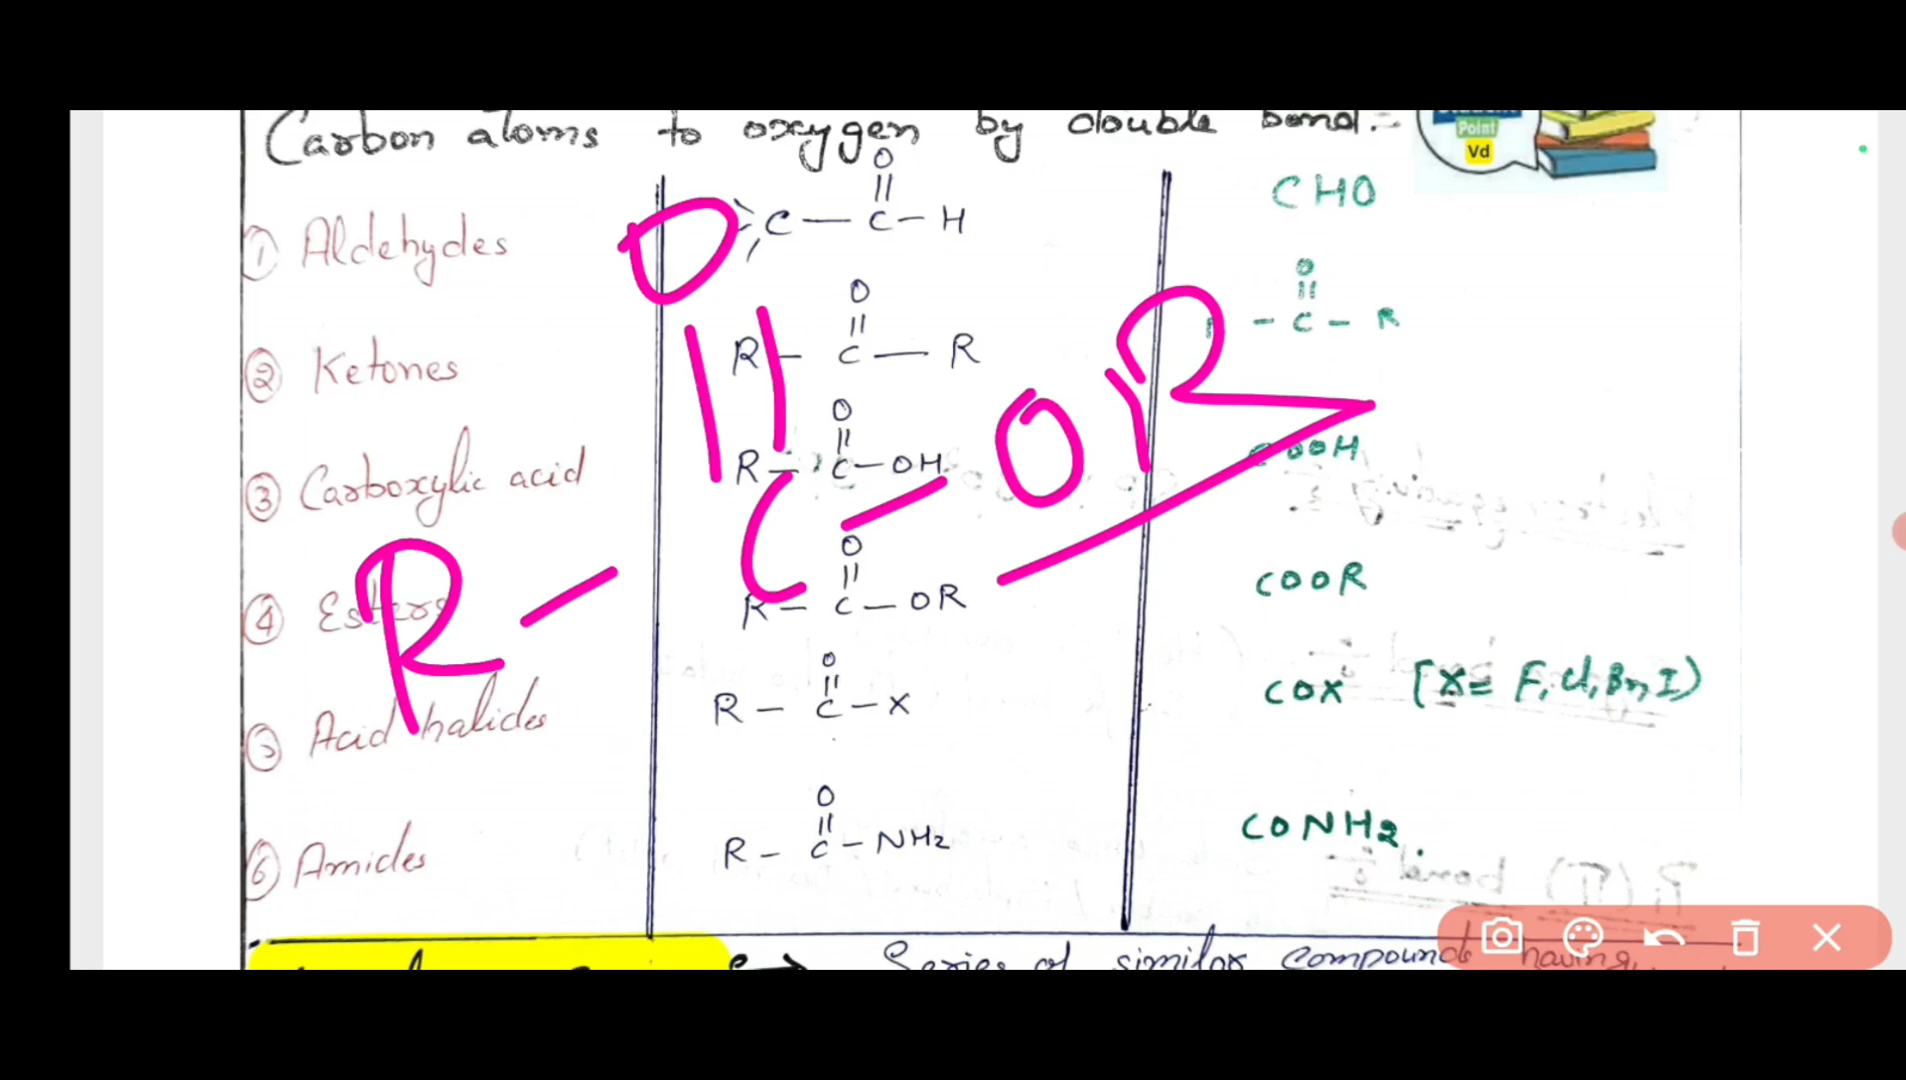 Carbon atoms to oxygen by double bond.
Point
Vd
O
||
① Aldehydes C — C – H CHO
O
||
② Ketones R – C — R – C – R
O
||
③ Carboxylic acid R – C – OH COOH
O
||
④ Esters R – C – OR COOR
O
||
⑤ Acid halides R – C – X COX (X = F, Cl, Br, I)
O
||
⑥ Amides R – C – NH2 CONH2.
O
||
R – C – OR
Series of similar compounds having